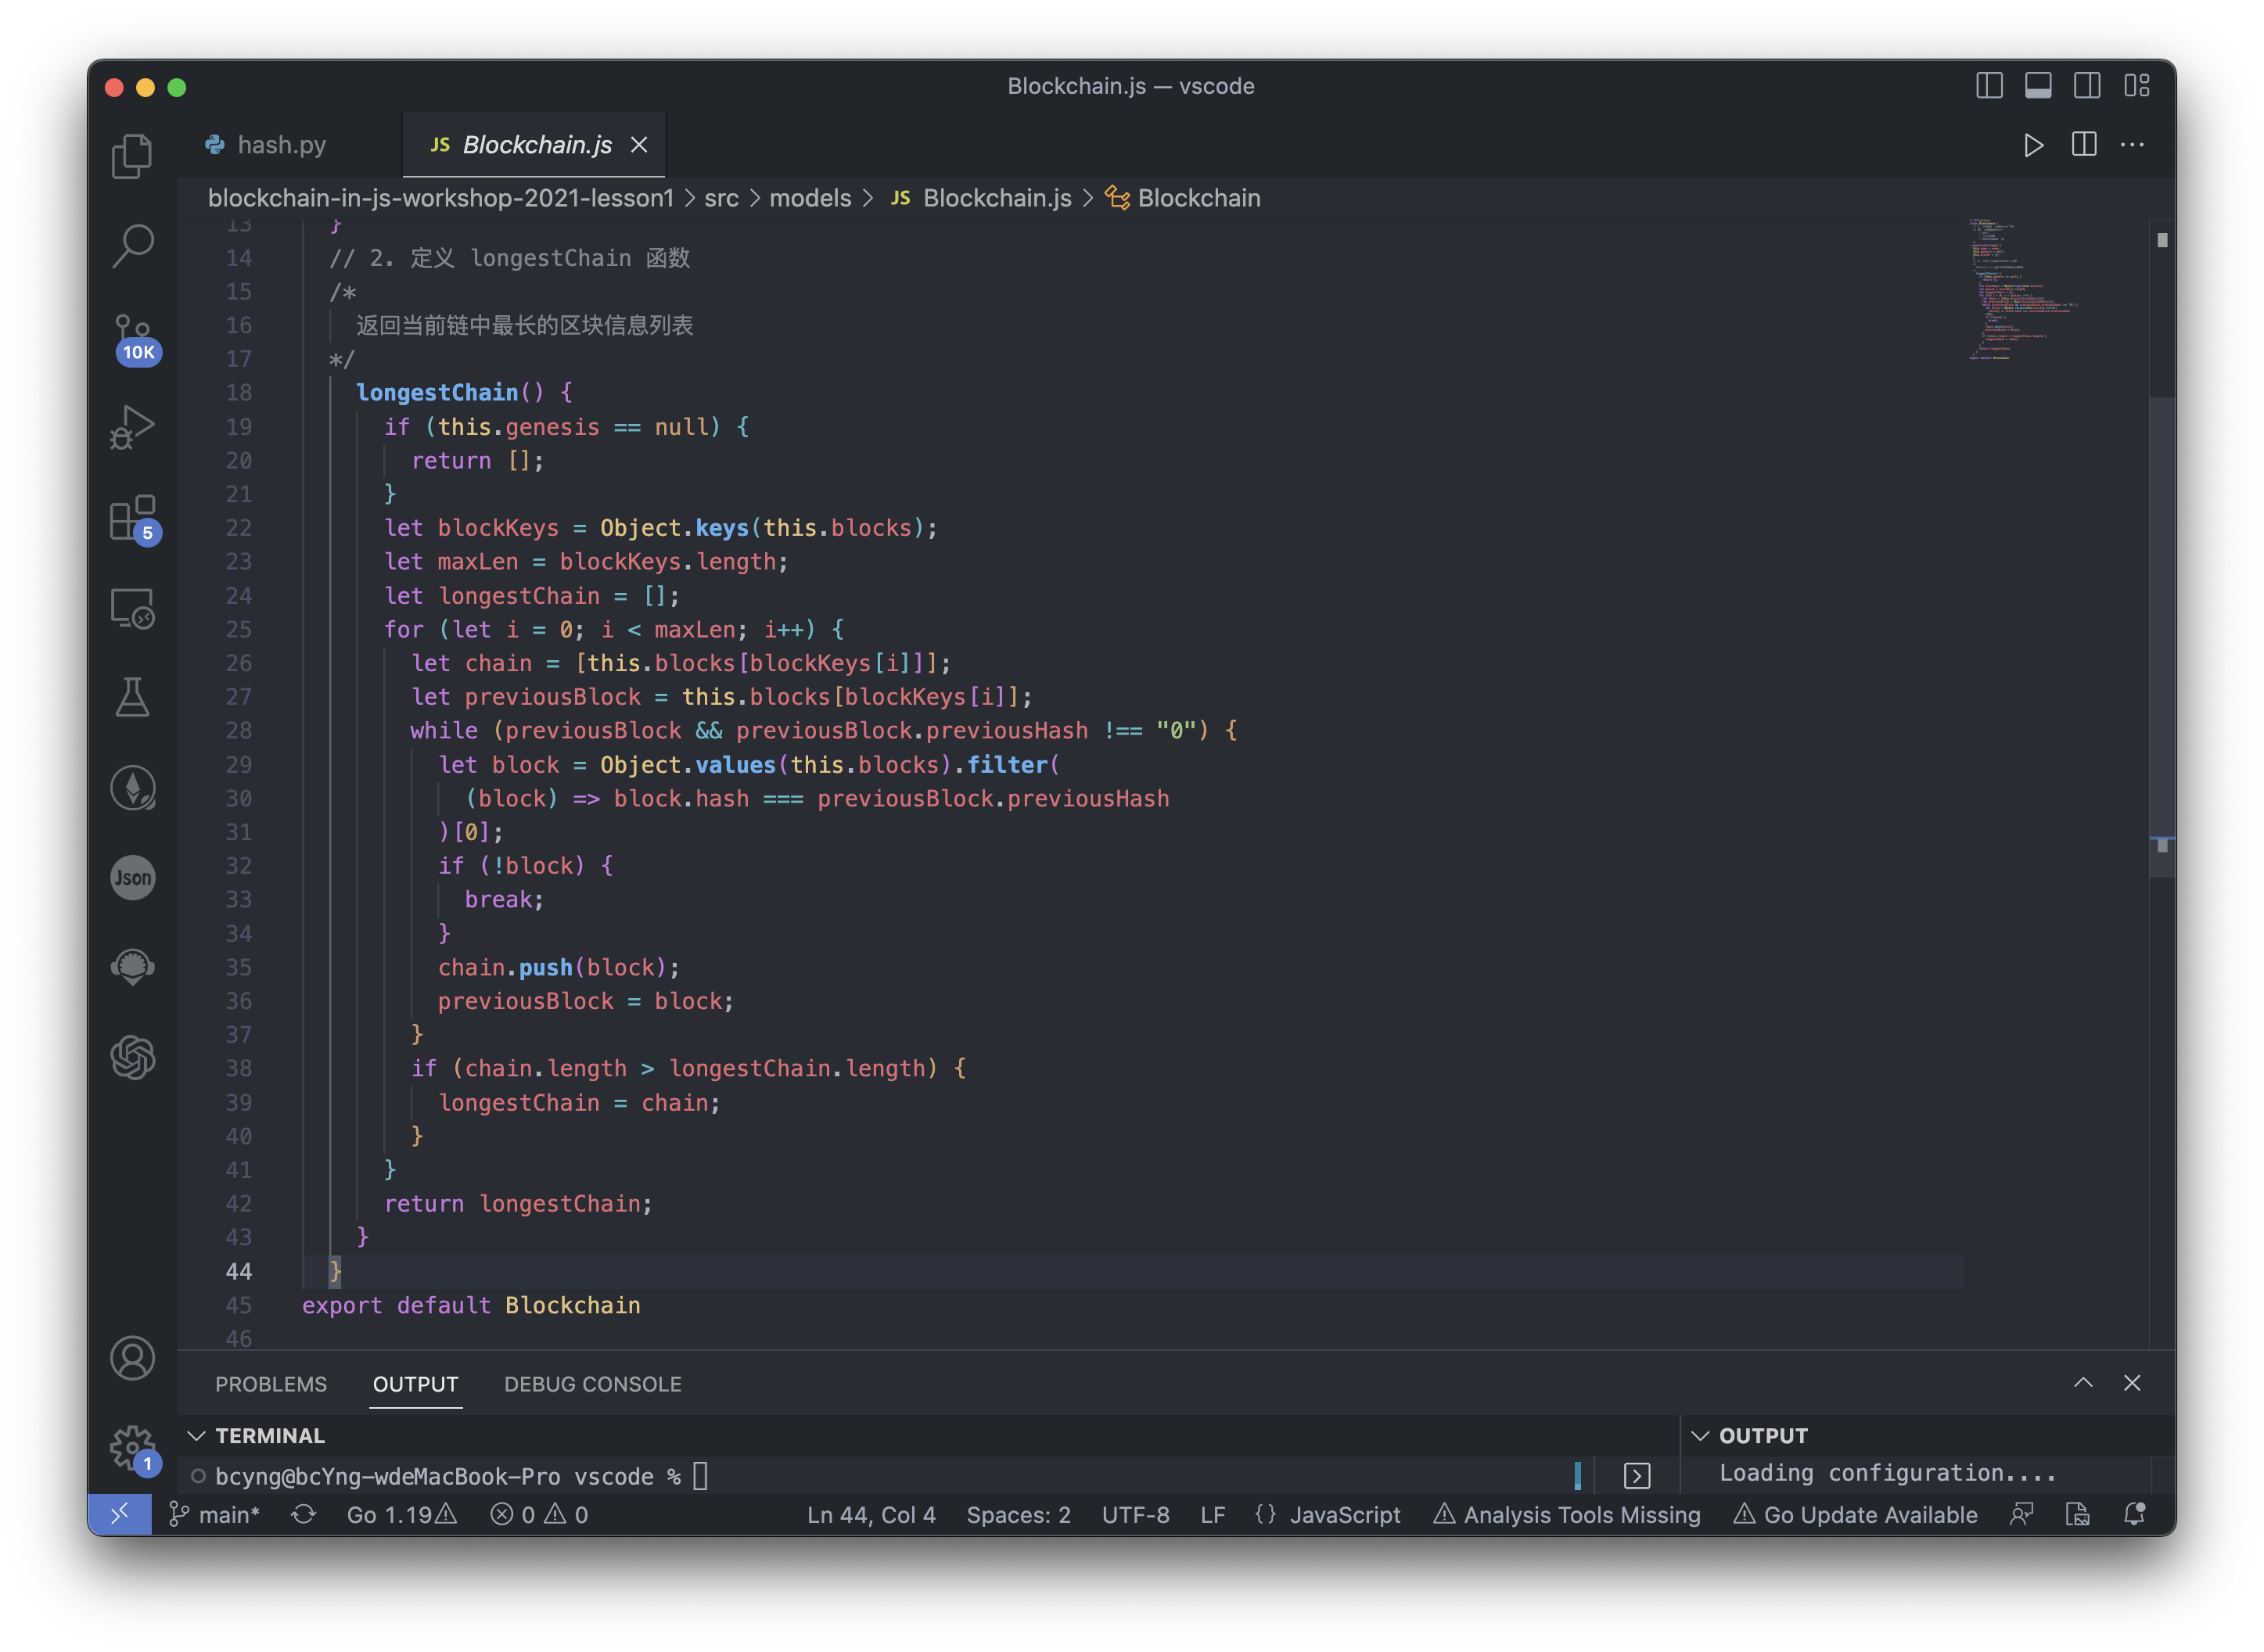 Blockchain.js — vscode
hash.py
JS Blockchain.js
blockchain-in-js-workshop-2021-lesson1 > src > models > JS Blockchain.js > Blockchain
13 }
14 // 2. 定义 longestChain 函数
15 /*
16 返回当前链中最长的区块信息列表
17 */
18 longestChain() {
19 if (this.genesis == null) {
20 return [];
21 }
22 let blockKeys = Object.keys(this.blocks);
23 let maxLen = blockKeys.length;
24 let longestChain = [];
25 for (let i = 0; i < maxLen; i++) {
26 let chain = [this.blocks[blockKeys[i]]];
27 let previousBlock = this.blocks[blockKeys[i]];
28 while (previousBlock && previousBlock.previousHash !== "0") {
29 let block = Object.values(this.blocks).filter(
30 (block) => block.hash === previousBlock.previousHash
31 )[0];
32 if (!block) {
33 break;
34 }
35 chain.push(block);
36 previousBlock = block;
37 }
38 if (chain.length > longestChain.length) {
39 longestChain = chain;
40 }
41 }
42 return longestChain;
43 }
44 }
45 export default Blockchain
46
10K
5
Json
1
PROBLEMS OUTPUT DEBUG CONSOLE
TERMINAL
bcyng@bcYng-wdeMacBook-Pro vscode %
OUTPUT
Loading configuration....
main* Go 1.19 0 0 Ln 44, Col 4 Spaces: 2 UTF-8 LF {} JavaScript Analysis Tools Missing Go Update Available